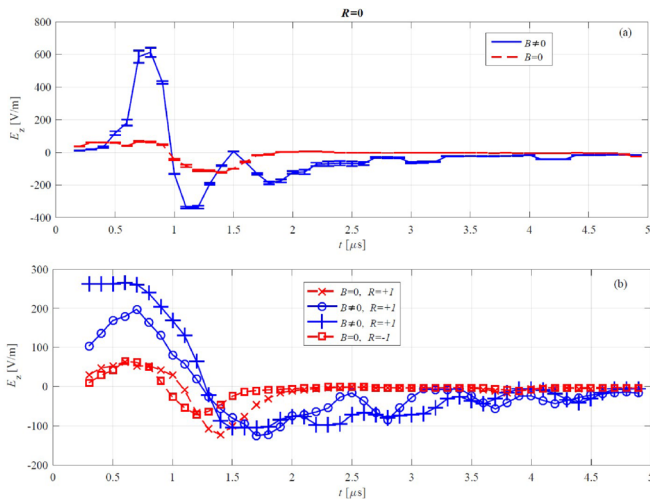 R=0
(a)
B≠0
B=0
600
400
200
0
-200
-400
E_z [V/m]
0 0.5 1 1.5 2 2.5 3 3.5 4 4.5 5
t [μs]
(b)
B=0, R=+1
B≠0, R=+1
B≠0, R=+1
B=0, R=-1
300
200
100
0
-100
-200
E_z [V/m]
0 0.5 1 1.5 2 2.5 3 3.5 4 4.5 5
t [μs]